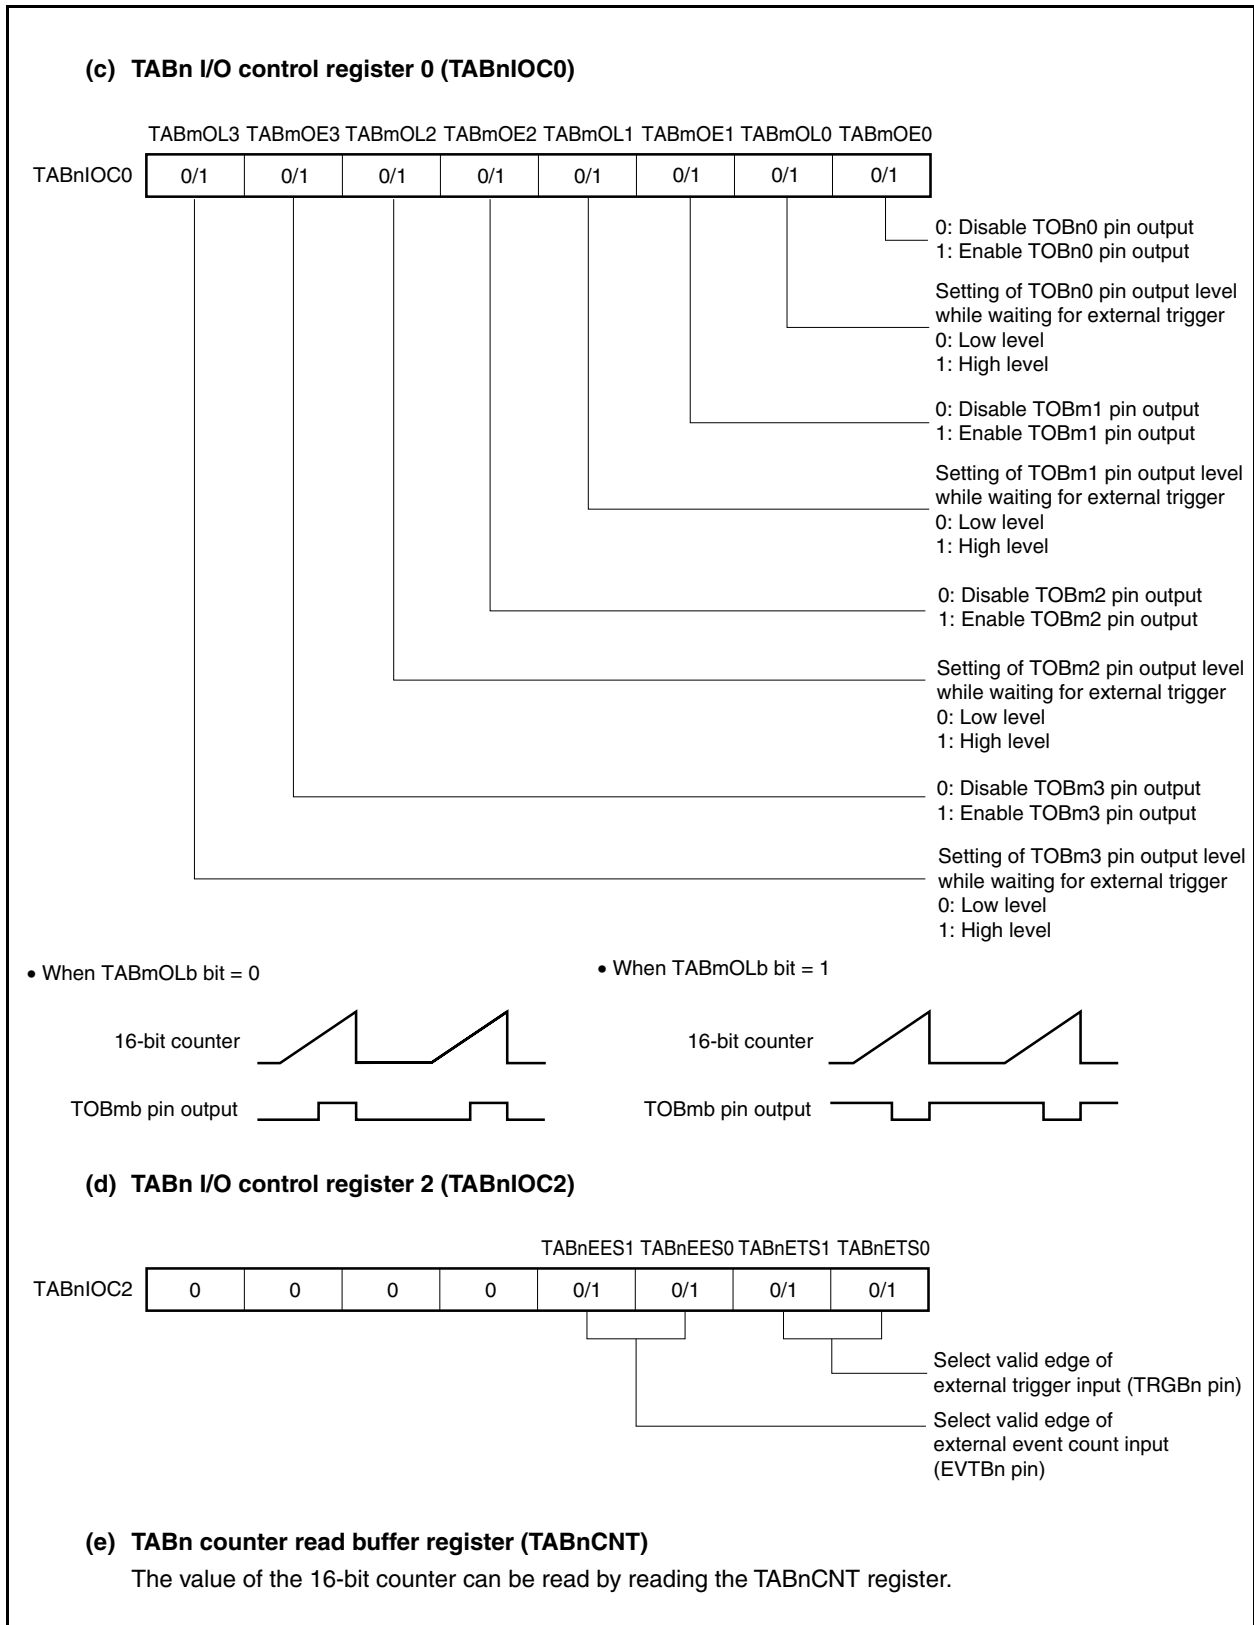 (c) TABn I/O control register 0 (TABnIOC0)
TABmOL3 TABmOE3 TABmOL2 TABmOE2 TABmOL1 TABmOE1 TABmOL0 TABmOE0
TABnIOC0 0/1 0/1 0/1 0/1 0/1 0/1 0/1 0/1
0: Disable TOBn0 pin output
1: Enable TOBn0 pin output
Setting of TOBn0 pin output level
while waiting for external trigger
0: Low level
1: High level
0: Disable TOBm1 pin output
1: Enable TOBm1 pin output
Setting of TOBm1 pin output level
while waiting for external trigger
0: Low level
1: High level
0: Disable TOBm2 pin output
1: Enable TOBm2 pin output
Setting of TOBm2 pin output level
while waiting for external trigger
0: Low level
1: High level
0: Disable TOBm3 pin output
1: Enable TOBm3 pin output
Setting of TOBm3 pin output level
while waiting for external trigger
0: Low level
1: High level
• When TABmOLb bit = 0
16-bit counter
TOBmb pin output
• When TABmOLb bit = 1
16-bit counter
TOBmb pin output
(d) TABn I/O control register 2 (TABnIOC2)
TABnEES1 TABnEES0 TABnETS1 TABnETS0
TABnIOC2 0 0 0 0 0/1 0/1 0/1 0/1
Select valid edge of
external trigger input (TRGBn pin)
Select valid edge of
external event count input
(EVTBn pin)
(e) TABn counter read buffer register (TABnCNT)
The value of the 16-bit counter can be read by reading the TABnCNT register.